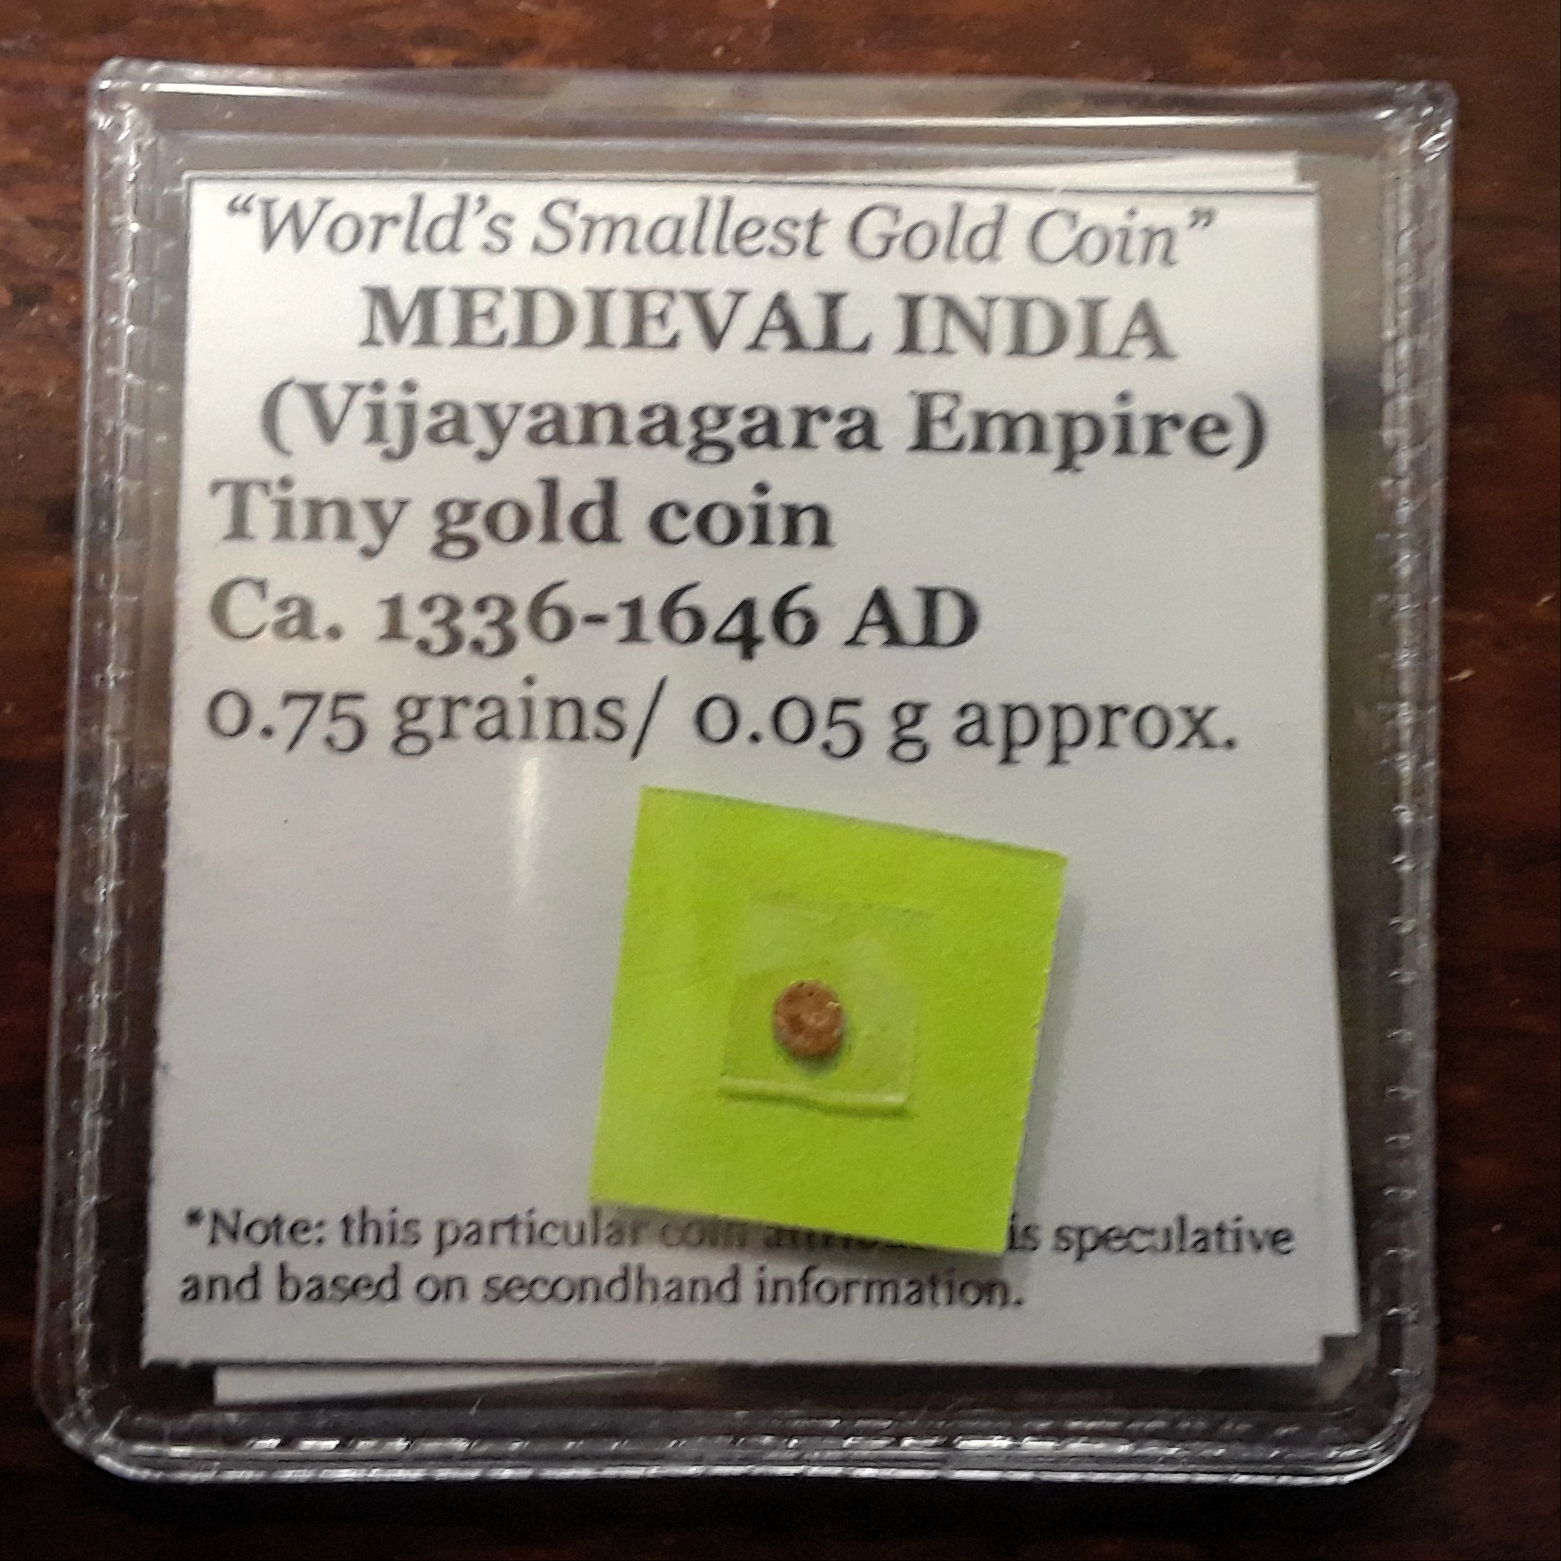 “World’s Smallest Gold Coin”
MEDIEVAL INDIA
(Vijayanagara Empire)
Tiny gold coin
Ca. 1336-1646 AD
0.75 grains/ 0.05 g approx.
*Note: this particular coin is speculative
and based on secondhand information.